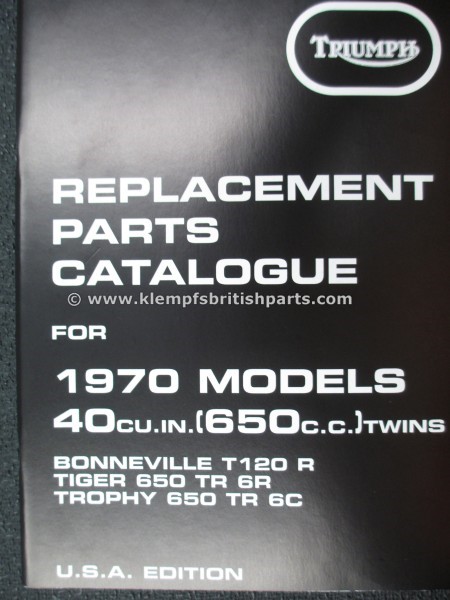 TRIUMPH
REPLACEMENT
PARTS
CATALOGUE
© www.klempfsbritishparts.com
FOR
1970 MODELS
40CU.IN.(650C.C.)TWINS
BONNEVILLE T120 R
TIGER 650 TR 6R
TROPHY 650 TR 6C
U.S.A. EDITION